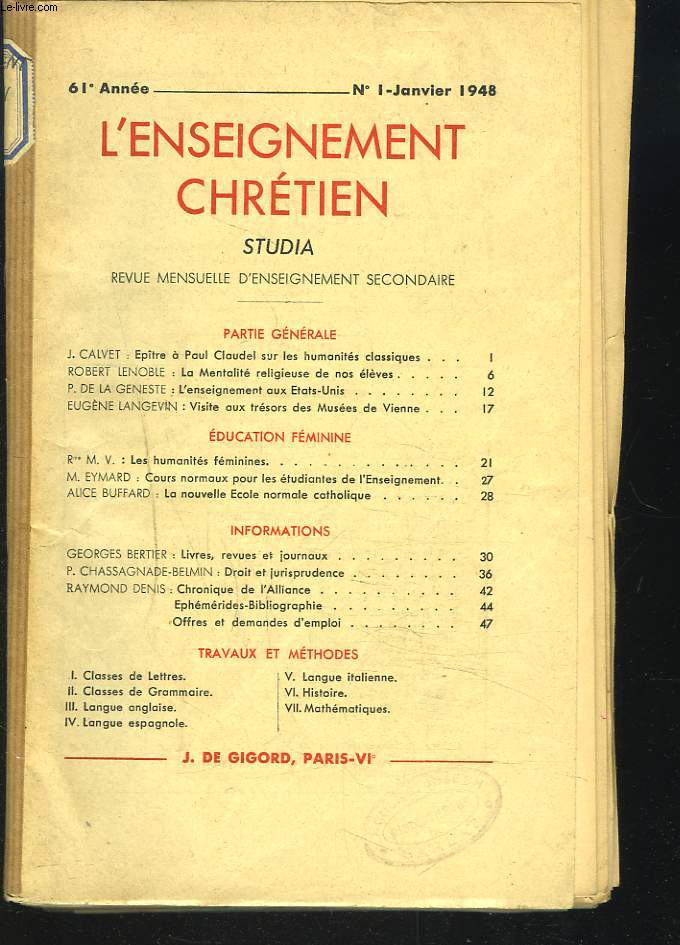 Le-livre.com
61e Année N° 1-Janvier 1948
L'ENSEIGNEMENT
CHRÉTIEN
STUDIA
REVUE MENSUELLE D'ENSEIGNEMENT SECONDAIRE
PARTIE GÉNÉRALE
J. CALVET : Epître à Paul Claudel sur les humanités classiques . . . 1
ROBERT LENOBLE : La Mentalité religieuse de nos élèves . . . . . 6
P. DE LA GENESTE : L'enseignement aux Etats-Unis . . . . . . . . 12
EUGÈNE LANGEVIN : Visite aux trésors des Musées de Vienne . . . 17
ÉDUCATION FÉMININE
Rne M. V. : Les humanités féminines. . . . . . . . . . . . . . 21
M. EYMARD : Cours normaux pour les étudiantes de l'Enseignement. . 27
ALICE BUFFARD : La nouvelle Ecole normale catholique . . . . . . 28
INFORMATIONS
GEORGES BERTIER : Livres, revues et journaux . . . . . . . . . 30
P. CHASSAGNADE-BELMIN : Droit et jurisprudence . . . . . . . . 36
RAYMOND DENIS : Chronique de l'Alliance . . . . . . . . . . 42
Ephémérides-Bibliographie . . . . . . . . . . 44
Offres et demandes d'emploi . . . . . . . . 47
TRAVAUX ET MÉTHODES
I. Classes de Lettres.
II. Classes de Grammaire.
III. Langue anglaise.
IV. Langue espagnole.
V. Langue italienne.
VI. Histoire.
VII. Mathématiques.
J. DE GIGORD, PARIS-VIe